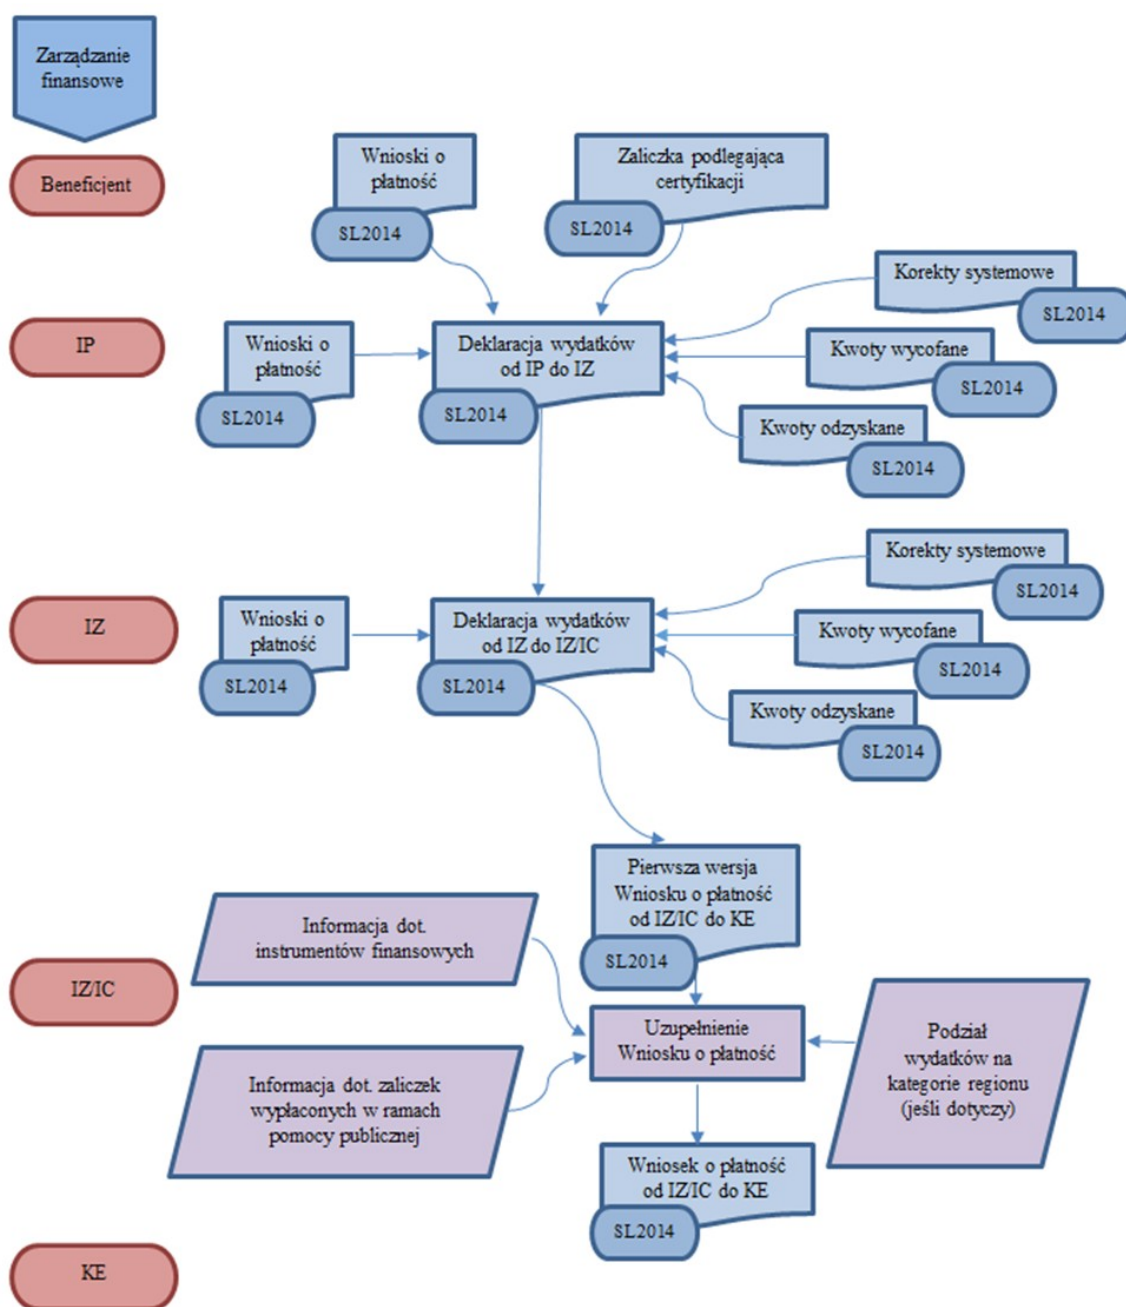 Zarządzanie
finansowe
Beneficjent
Wnioski o
płatność
SL2014
Zaliczka podlegająca
certyfikacji
SL2014
Korekty systemowe
SL2014
IP
Wnioski o
płatność
SL2014
Deklaracja wydatków
od IP do IZ
SL2014
Kwoty wycofane
SL2014
Kwoty odzyskane
SL2014
Korekty systemowe
SL2014
IZ
Wnioski o
płatność
SL2014
Deklaracja wydatków
od IZ do IZ/IC
SL2014
Kwoty wycofane
SL2014
Kwoty odzyskane
SL2014
Pierwsza wersja
Wniosku o płatność
od IZ/IC do KE
SL2014
Informacja dot.
instrumentów finansowych
IZ/IC
Uzupełnienie
Wniosku o płatność
Podział
wydatków na
kategorie regionu
(jeśli dotyczy)
Informacja dot. zaliczek
wypłaconych w ramach
pomocy publicznej
Wniosek o płatność
od IZ/IC do KE
SL2014
KE